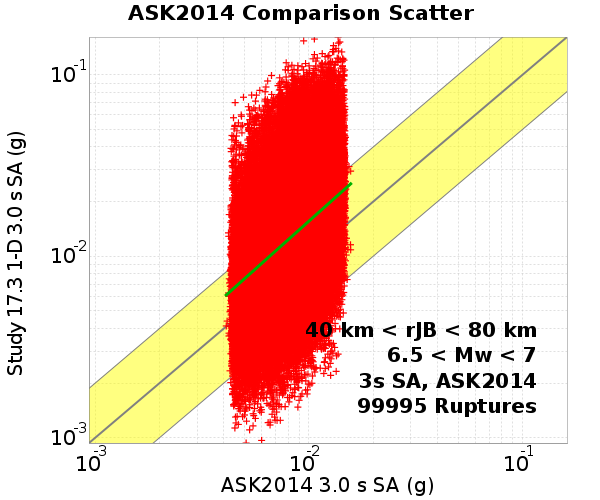 ASK2014 Comparison Scatter
Study 17.3 1-D 3.0 s SA (g)
10-1
10-2
10-3
40 km < rJB < 80 km
6.5 < Mw < 7
3s SA, ASK2014
99995 Ruptures
10-3 10-2 10-1
ASK2014 3.0 s SA (g)